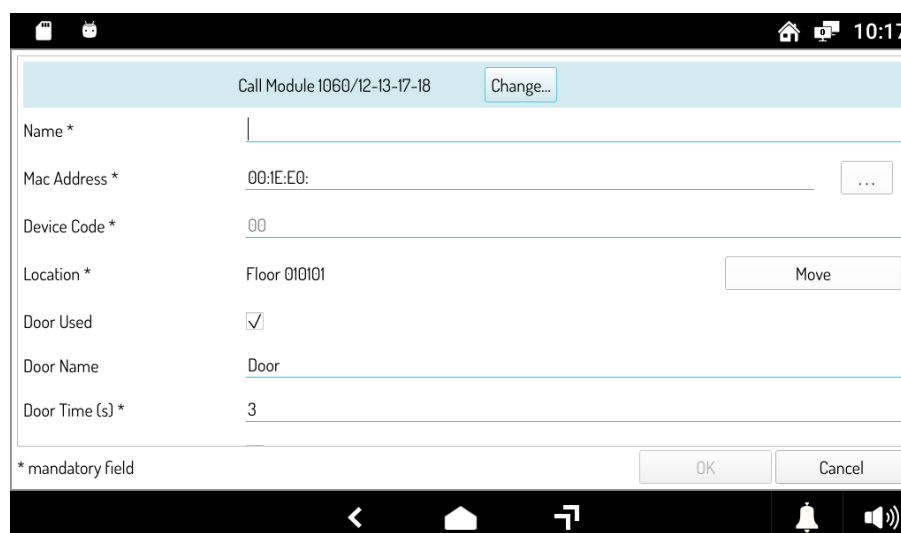 10:17
Call Module 1060/12-13-17-18 Change...
Name *
Mac Address * 00:1E:E0: ...
Device Code * 00
Location * Floor 010101 Move
Door Used
Door Name Door
Door Time (s) * 3
* mandatory field OK Cancel